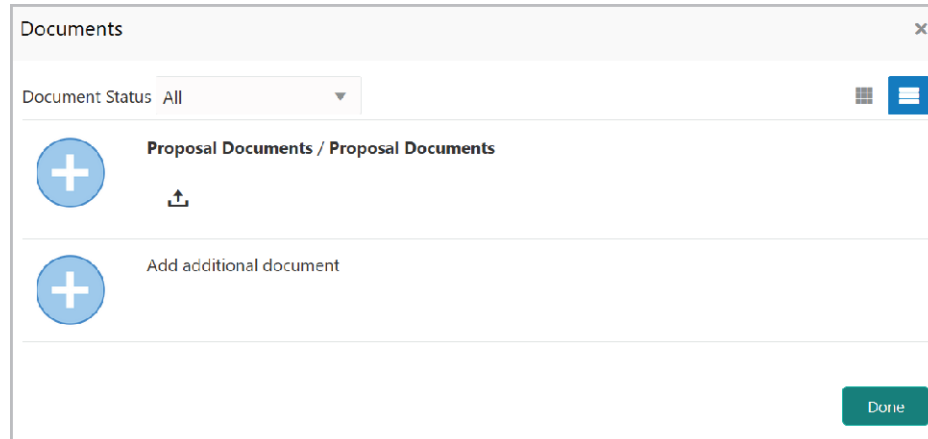 Documents
Document Status All
Proposal Documents / Proposal Documents
Add additional document
Done